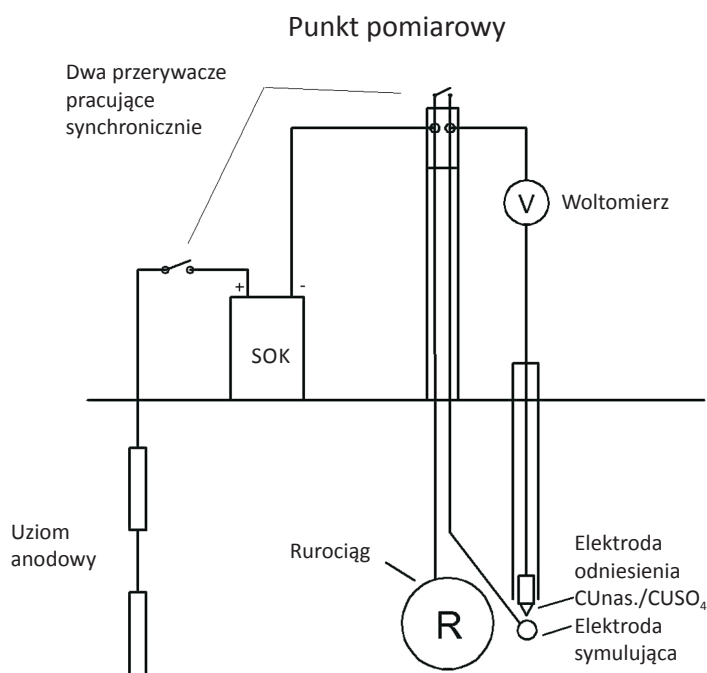 Punkt pomiarowy
Dwa przerywacze
pracujące
synchronicznie
V
Woltomierz
+
-
SOK
Uziom
anodowy
Rurociąg
R
Elektroda
odniesienia
CUnas./CUSO₄
Elektroda
symulująca